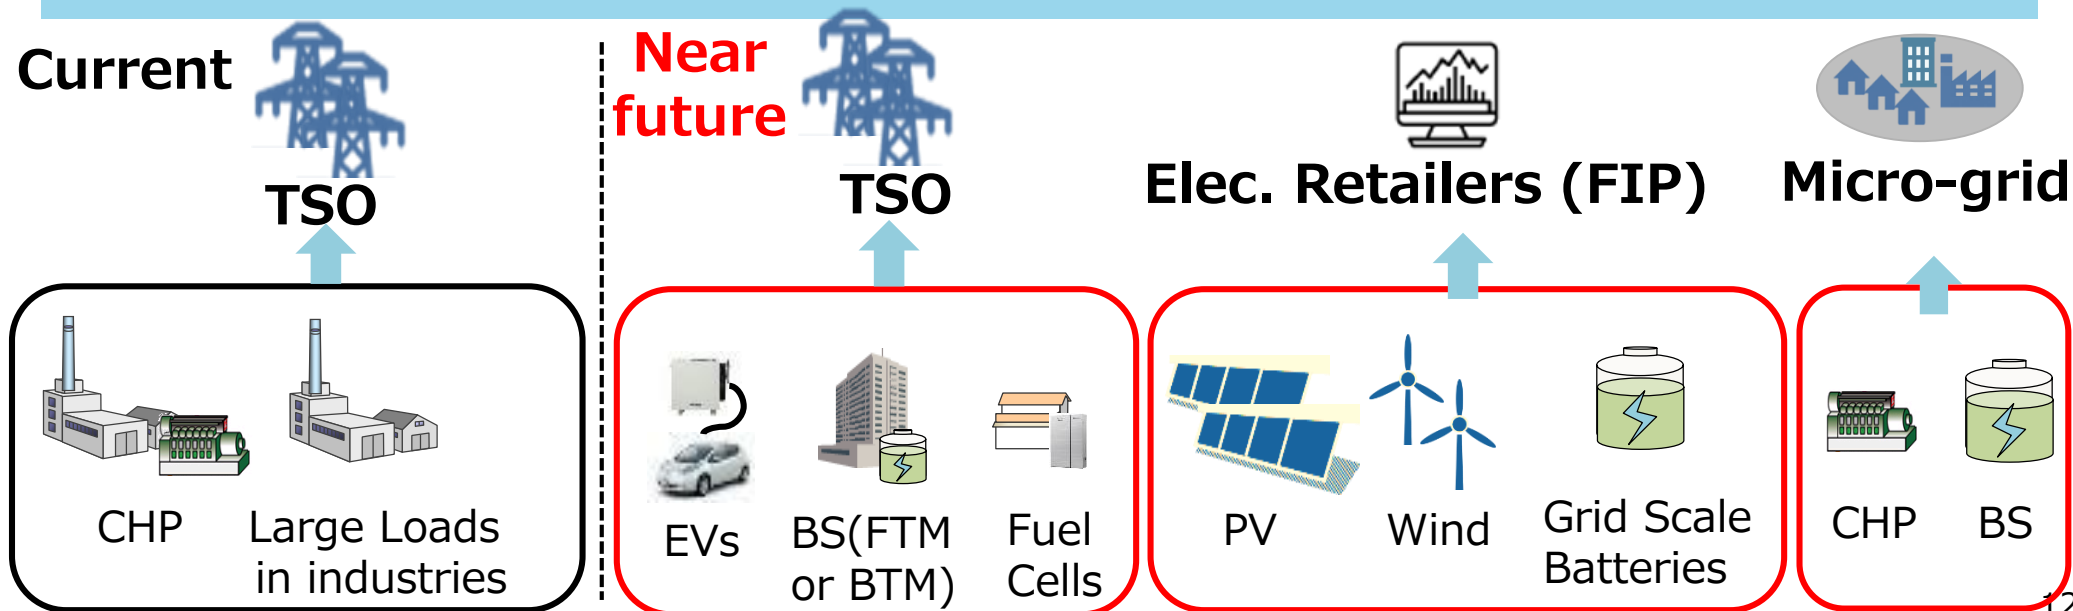 Current
TSO
CHP
Large Loads
in industries
Near
future
TSO
EVs
BS(FTM
or BTM)
Fuel
Cells
Elec. Retailers (FIP)
PV
Wind
Grid Scale
Batteries
Micro-grid
CHP
BS
12